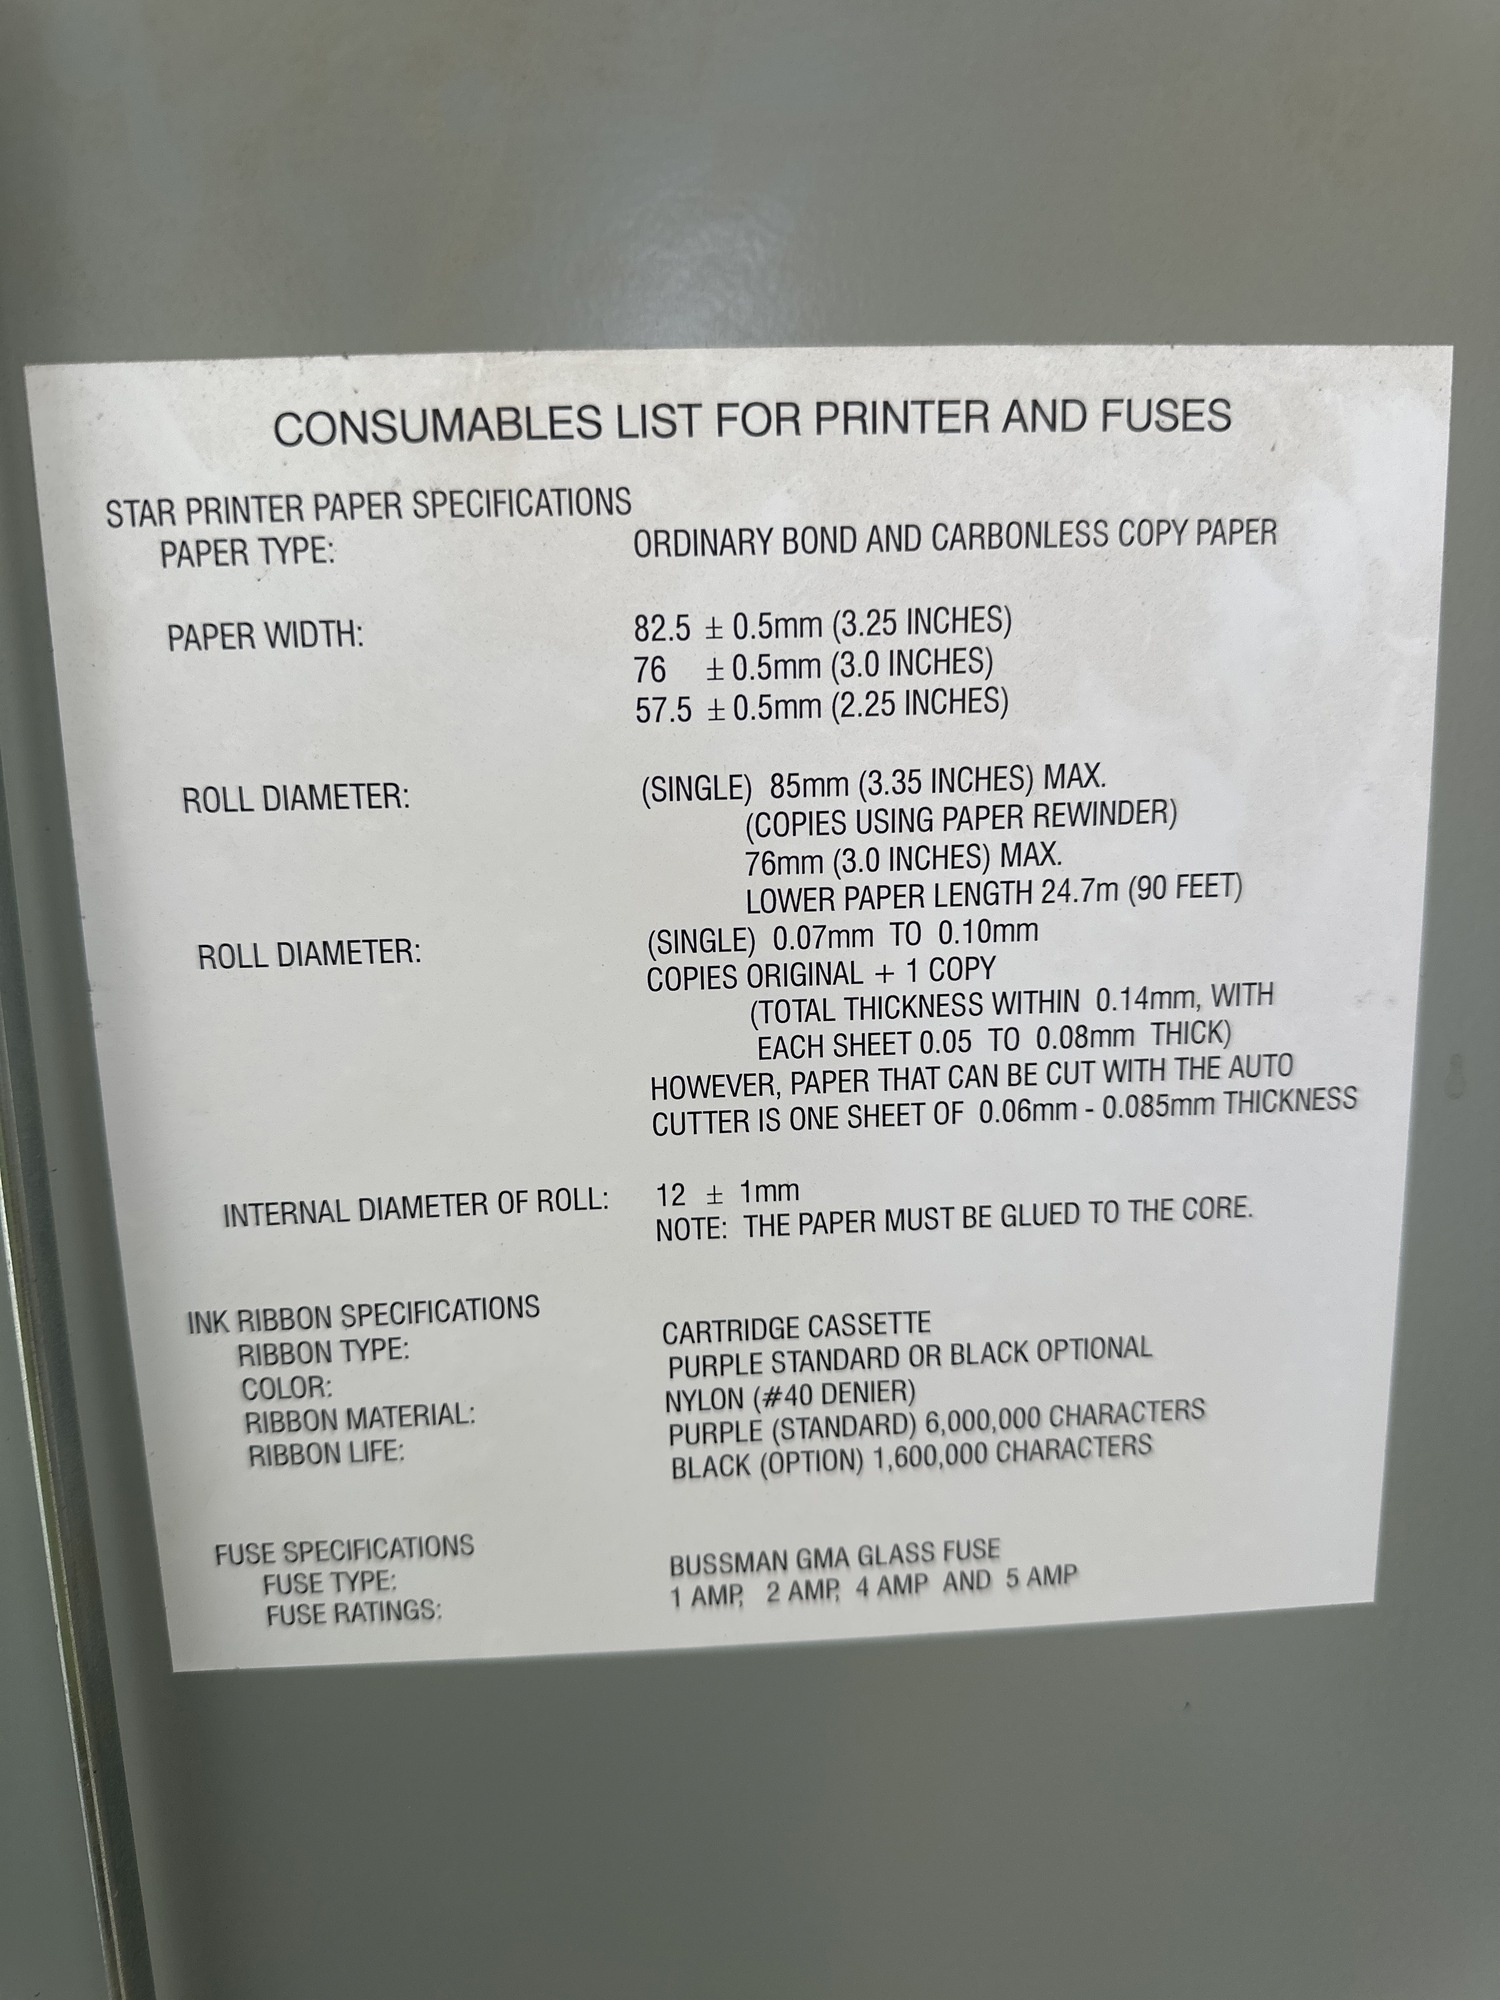 CONSUMABLES LIST FOR PRINTER AND FUSES
STAR PRINTER PAPER SPECIFICATIONS
PAPER TYPE: ORDINARY BOND AND CARBONLESS COPY PAPER
PAPER WIDTH: 82.5 ± 0.5mm (3.25 INCHES)
76 ± 0.5mm (3.0 INCHES)
57.5 ± 0.5mm (2.25 INCHES)
ROLL DIAMETER: (SINGLE) 85mm (3.35 INCHES) MAX.
(COPIES USING PAPER REWINDER)
76mm (3.0 INCHES) MAX.
LOWER PAPER LENGTH 24.7m (90 FEET)
ROLL DIAMETER: (SINGLE) 0.07mm TO 0.10mm
COPIES ORIGINAL + 1 COPY
(TOTAL THICKNESS WITHIN 0.14mm, WITH
EACH SHEET 0.05 TO 0.08mm THICK)
HOWEVER, PAPER THAT CAN BE CUT WITH THE AUTO
CUTTER IS ONE SHEET OF 0.06mm - 0.085mm THICKNESS
INTERNAL DIAMETER OF ROLL: 12 ± 1mm
NOTE: THE PAPER MUST BE GLUED TO THE CORE.
INK RIBBON SPECIFICATIONS
RIBBON TYPE: CARTRIDGE CASSETTE
COLOR: PURPLE STANDARD OR BLACK OPTIONAL
RIBBON MATERIAL: NYLON (#40 DENIER)
RIBBON LIFE: PURPLE (STANDARD) 6,000,000 CHARACTERS
BLACK (OPTION) 1,600,000 CHARACTERS
FUSE SPECIFICATIONS
FUSE TYPE: BUSSMAN GMA GLASS FUSE
FUSE RATINGS: 1 AMP, 2 AMP, 4 AMP AND 5 AMP